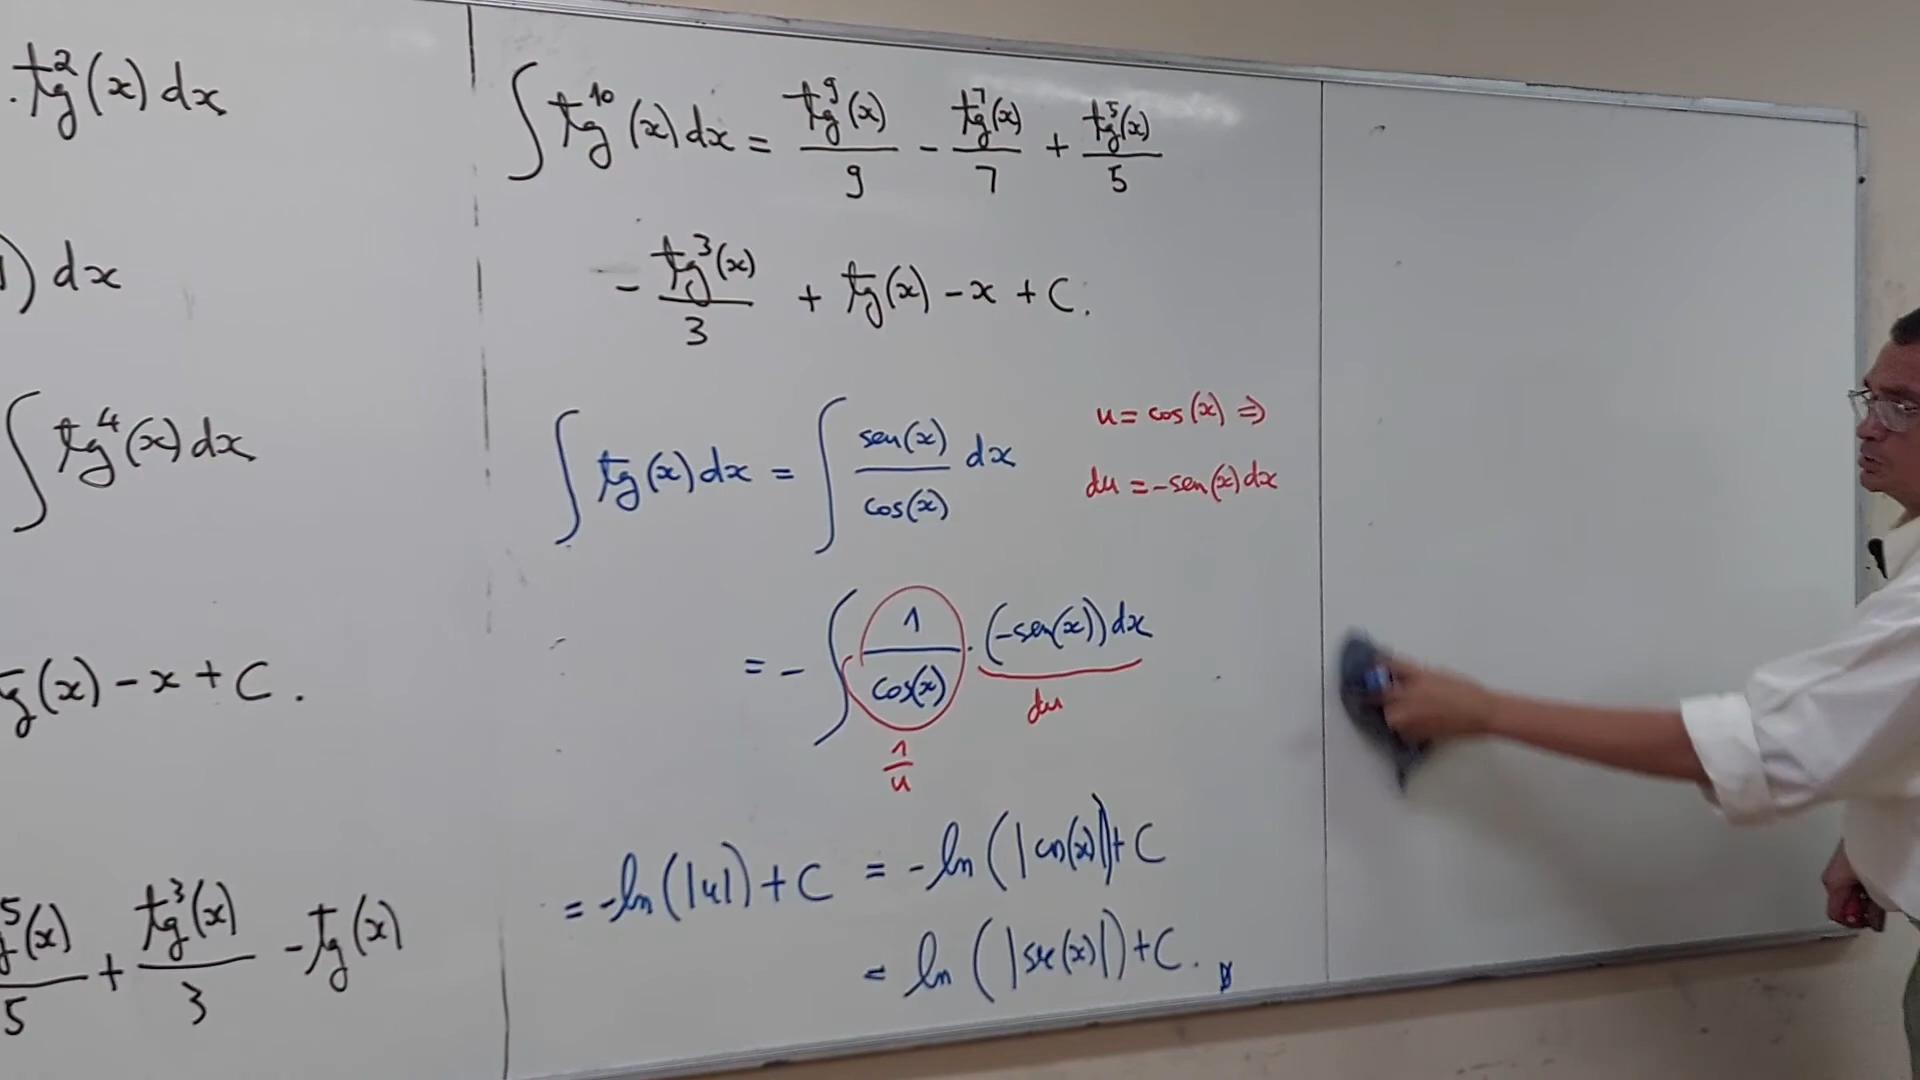 . tg²(x) dx
) dx
∫ tg⁴(x) dx
g(x) - x + C.
⁵(x)/5 + tg³(x)/3 - tg(x)
∫ tg¹⁰(x) dx = tg⁹(x)/9 - tg⁷(x)/7 + tg⁵(x)/5
- tg³(x)/3 + tg(x) - x + C.
∫ tg(x) dx = ∫ sen(x)/cos(x) dx
u = cos(x) ⇒
du = -sen(x) dx
= - ∫ 1/cos(x) · (-sen(x)) dx
du
1/u
= -ln(|u|) + C = -ln(|cos(x)|) + C
= ln(|sec(x)|) + C.